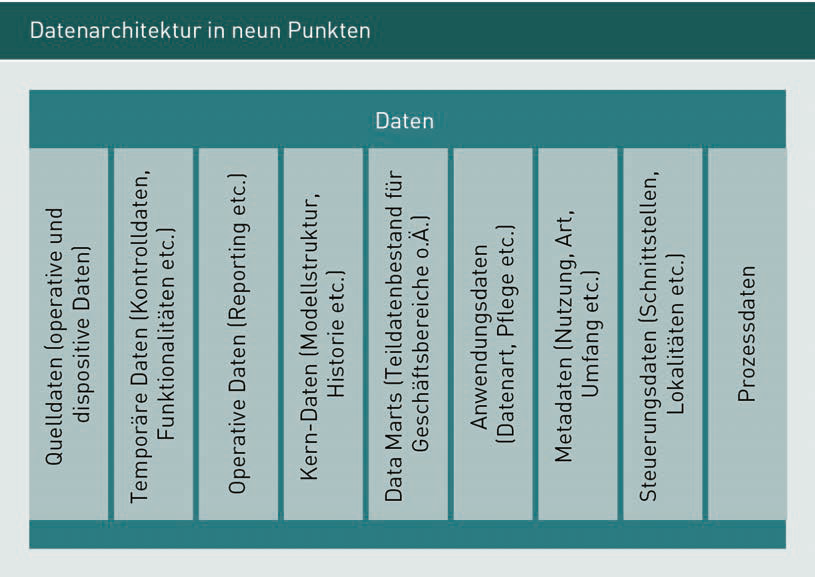 Datenarchitektur in neun Punkten
Daten
Quelldaten (operative und
dispositive Daten)
Temporäre Daten (Kontrolldaten,
Funktionalitäten etc.)
Operative Daten (Reporting etc.)
Kern-Daten (Modellstruktur,
Historie etc.)
Data Marts (Teildatenbestand für
Geschäftsbereiche o.Ä.)
Anwendungsdaten
(Datenart, Pflege etc.)
Metadaten (Nutzung, Art,
Umfang etc.)
Steuerungsdaten (Schnittstellen,
Lokalitäten etc.)
Prozessdaten